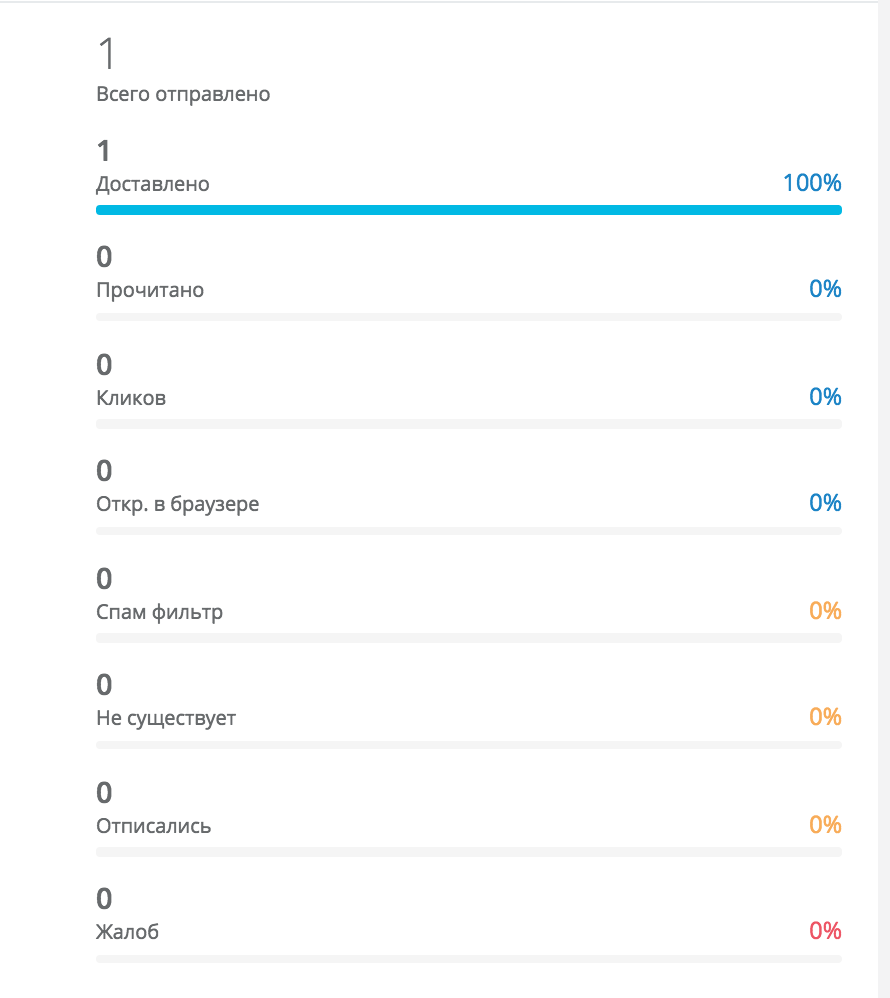 1
Всего отправлено
1
Доставлено 100%
0
Прочитано 0%
0
Кликов 0%
0
Откр. в браузере 0%
0
Спам фильтр 0%
0
Не существует 0%
0
Отписались 0%
0
Жалоб 0%